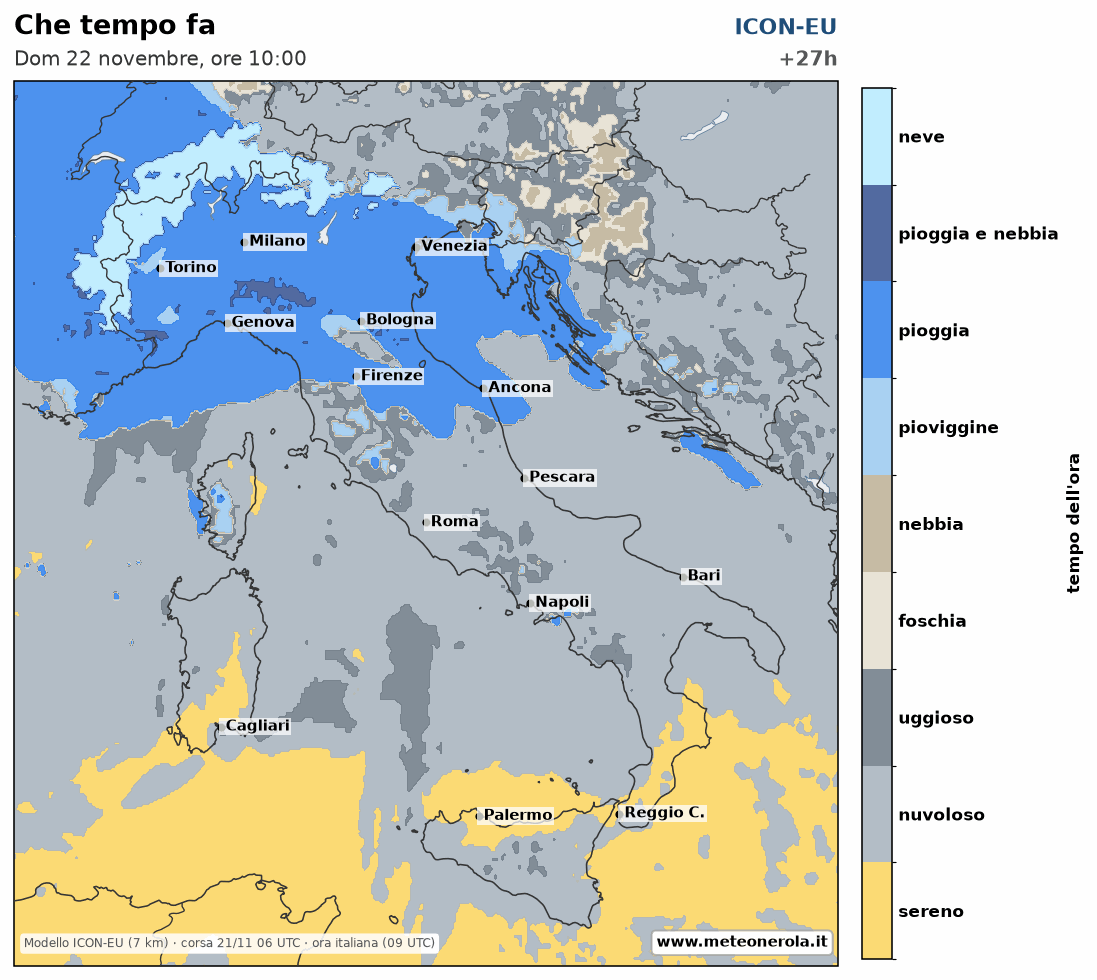 Che tempo fa
ICON-EU
Dom 22 novembre, ore 10:00
+27h
neve
pioggia e nebbia
pioggia
pioviggine
nebbia
foschia
uggioso
nuvoloso
sereno
tempo dell'ora
Milano
Venezia
Torino
Genova
Bologna
Firenze
Ancona
Pescara
Roma
Bari
Napoli
Cagliari
Palermo
Reggio C.
Modello ICON-EU (7 km) · corsa 21/11 06 UTC · ora italiana (09 UTC)
www.meteonerola.it